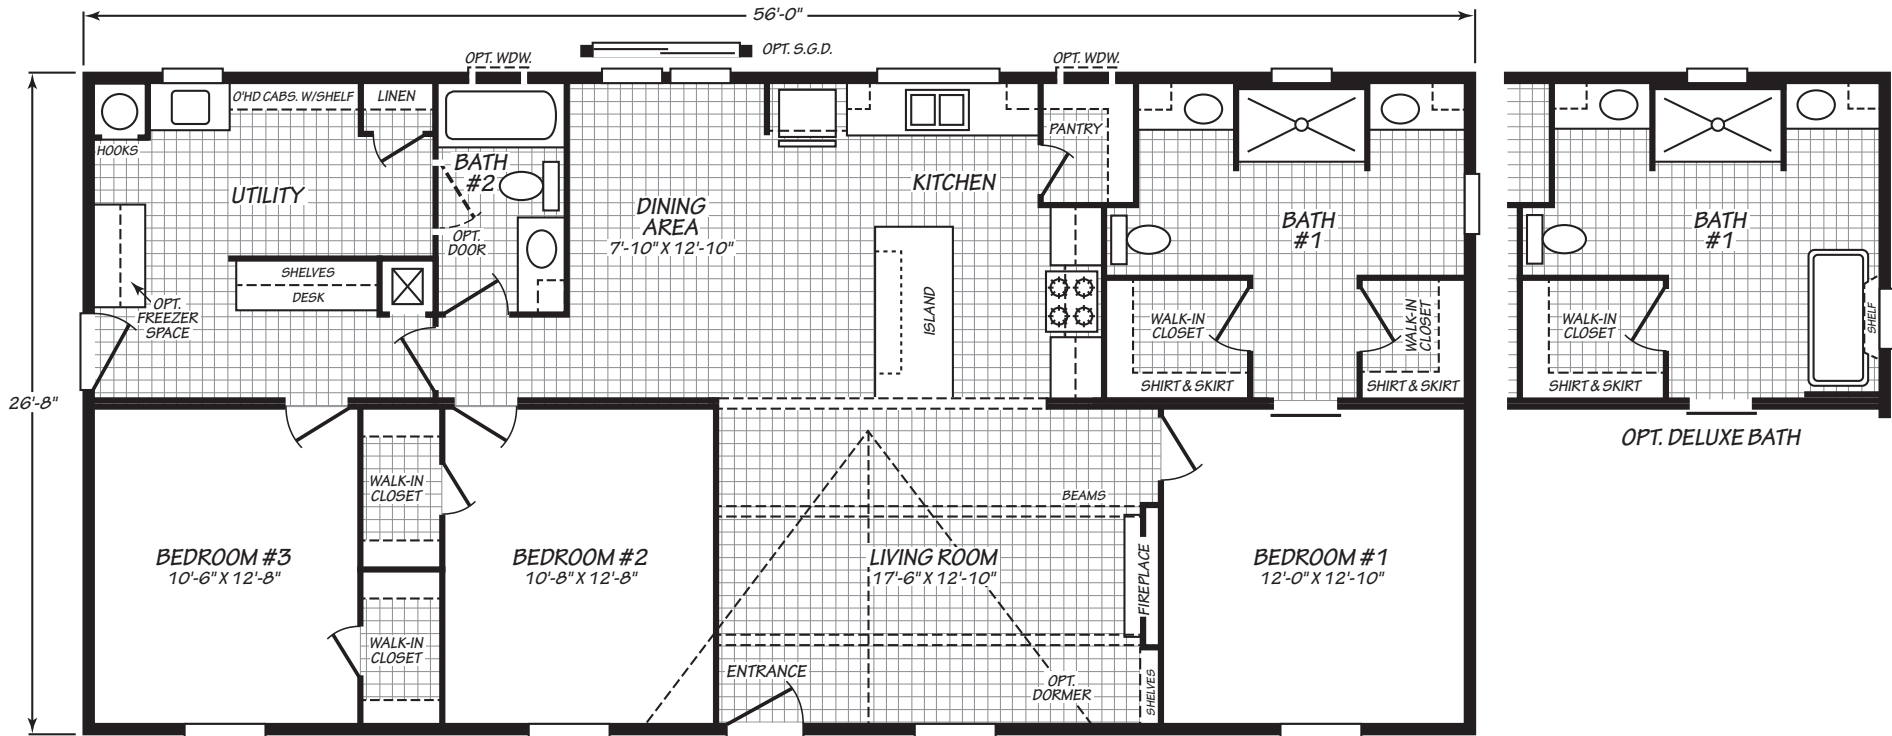 56'-0"
OPT. S.G.D.
OPT. WDW.
OPT. WDW.
O'HD CABS. W/SHELF
LINEN
HOOKS
PANTRY
BATH
#2
UTILITY
KITCHEN
DINING
AREA
7'-10" X 12'-10"
BATH
#1
BATH
#1
OPT.
DOOR
SHELVES
DESK
OPT.
FREEZER
SPACE
ISLAND
WALK-IN
CLOSET
SHIRT & SKIRT
WALK-IN
CLOSET
SHIRT & SKIRT
WALK-IN
CLOSET
SHIRT & SKIRT
SHELF
26'-8"
OPT. DELUXE BATH
WALK-IN
CLOSET
BEAMS
BEDROOM #3
10'-6" X 12'-8"
BEDROOM #2
10'-8" X 12'-8"
LIVING ROOM
17'-6" X 12'-10"
FIREPLACE
BEDROOM #1
12'-0" X 12'-10"
WALK-IN
CLOSET
ENTRANCE
OPT.
DORMER
SHELVES